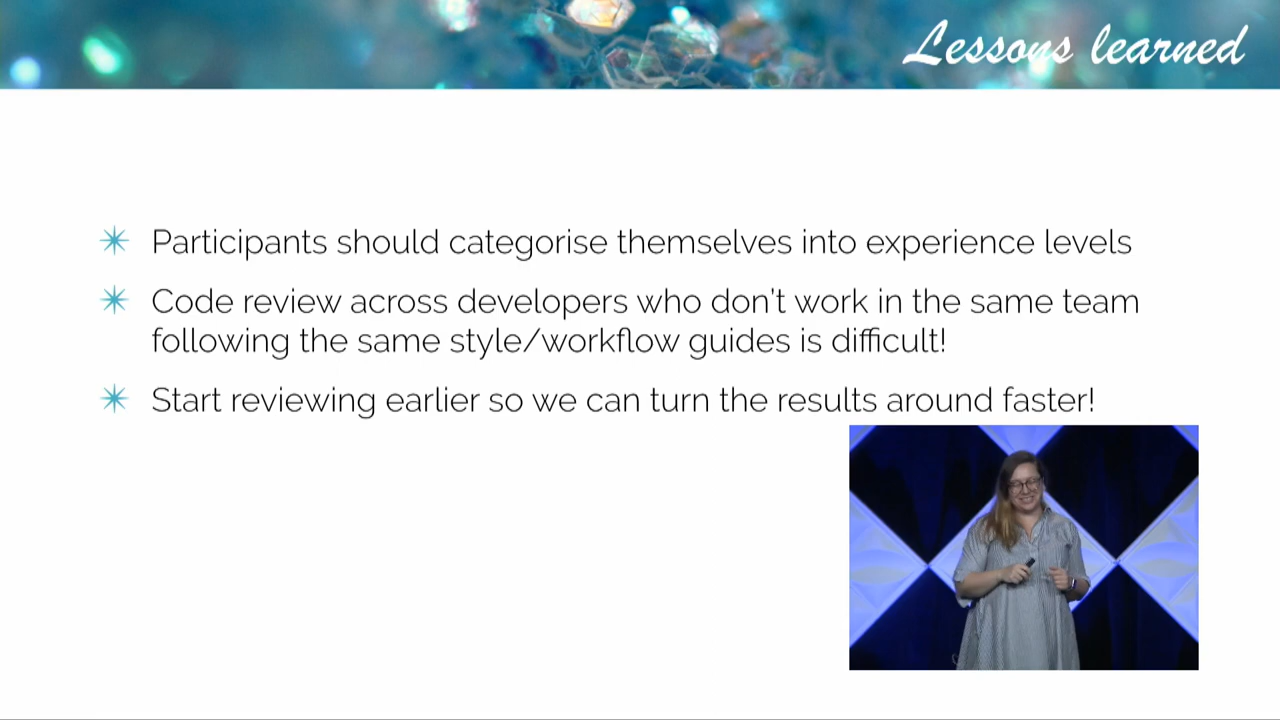 Lessons learned
Participants should categorise themselves into experience levels
Code review across developers who don't work in the same team
following the same style/workflow guides is difficult!
Start reviewing earlier so we can turn the results around faster!